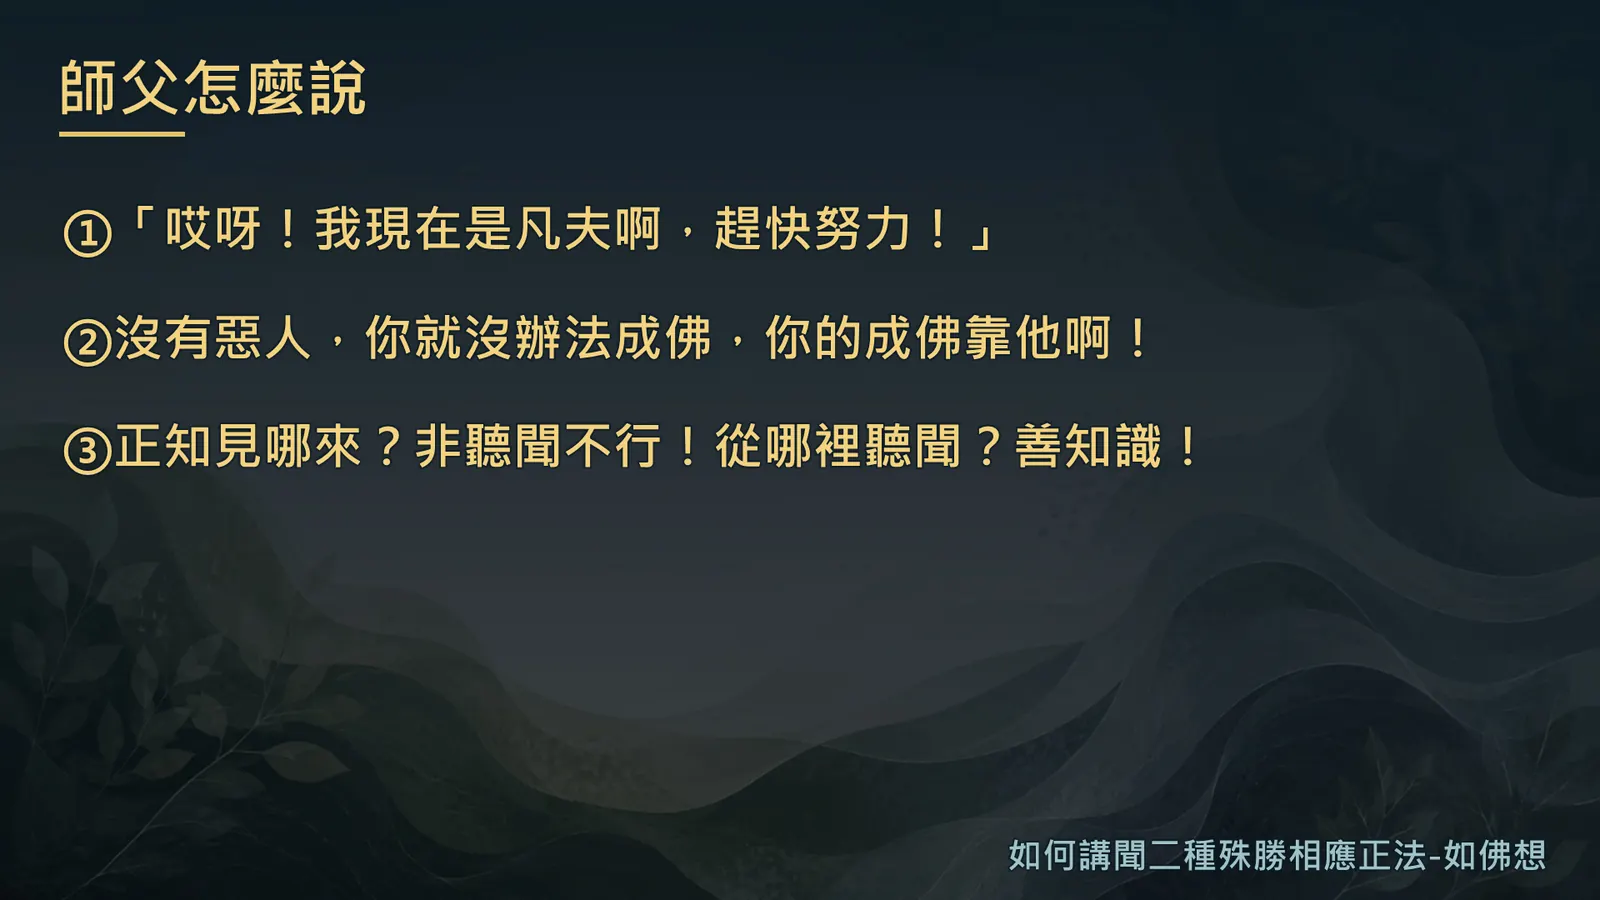 師父怎麼說
①「哎呀！我現在是凡夫啊，趕快努力！」
②沒有惡人，你就沒辦法成佛，你的成佛靠他啊！
③正知見哪來？非聽聞不行！從哪裡聽聞？善知識！
如何講聞二種殊勝相應正法-如佛想